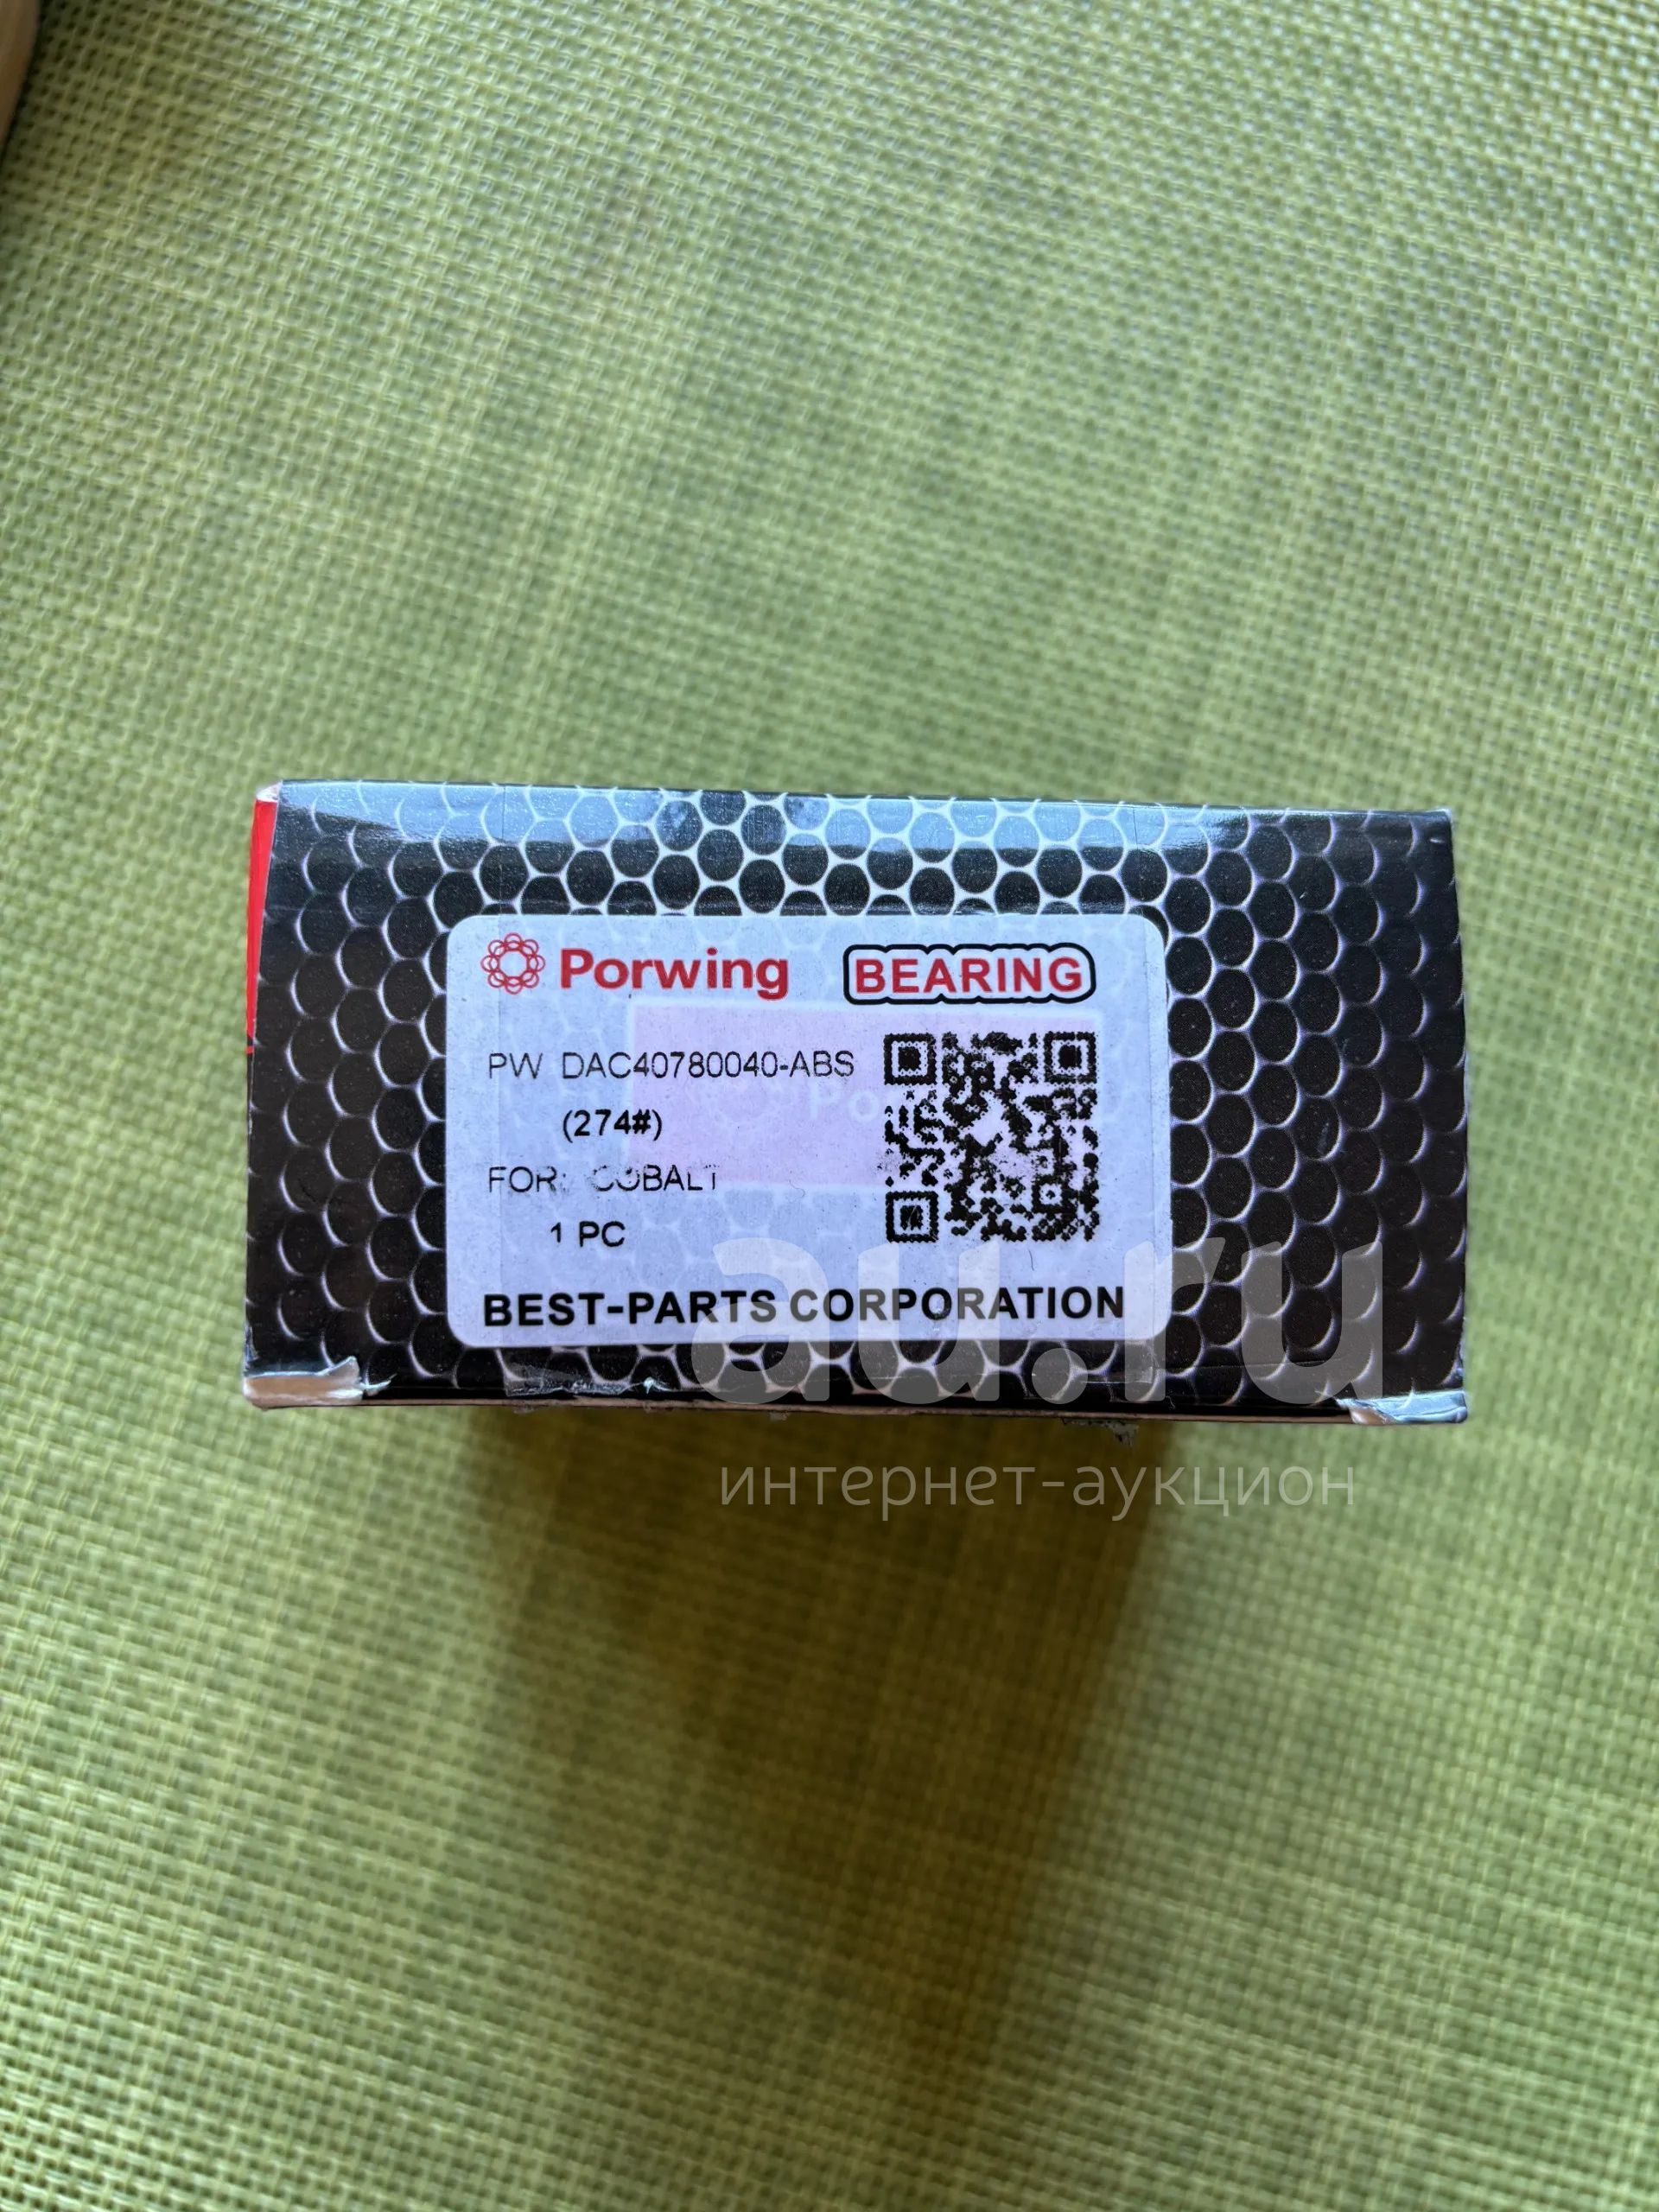 Porwing BEARING
PW DAC40780040-ABS
(274#)
FOR: COBALT
1 PC
BEST-PARTS CORPORATION
au.ru
интернет-аукцион